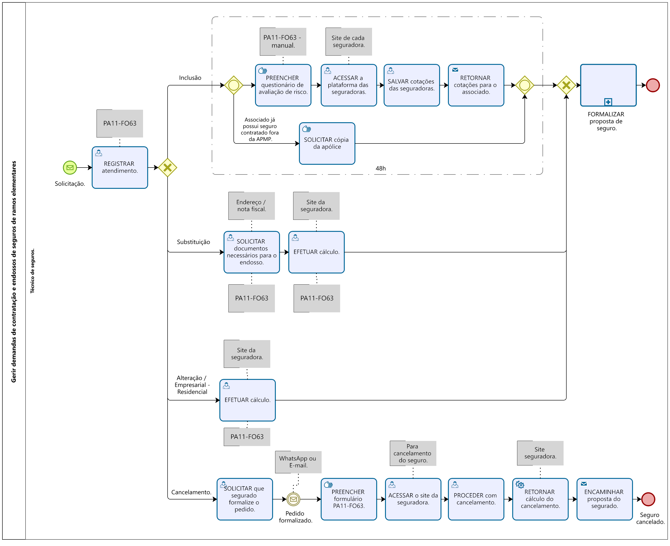 Gerir demandas de contratação e endossos de seguros de ramos elementares
Técnico de seguros.
Solicitação.
PA11-FO63
REGISTRAR
atendimento.
Inclusão
PA11-FO63 -
manual.
PREENCHER
questionário de
avaliação de risco.
Site de cada
seguradora.
ACESSAR a
plataforma das
seguradoras.
SALVAR cotações
das seguradoras.
RETORNAR
cotações para o
associado.
Associado já
possui seguro
contratado fora
da APMP.
SOLICITAR cópia
da apólice
48h
FORMALIZAR
proposta de
seguro.
Substituição
Endereço /
nota fiscal.
SOLICITAR
documentos
necessários para o
endosso.
PA11-FO63
Site da
seguradora.
EFETUAR cálculo.
PA11-FO63
Alteração /
Empresarial -
Residencial
Site da
seguradora.
EFETUAR cálculo.
PA11-FO63
Cancelamento.
SOLICITAR que
segurado
formalize o
pedido.
WhatsApp ou
E-mail.
Pedido
formalizado.
PREENCHER
formulário
PA11-FO63.
Para
cancelamento
do seguro.
ACESSAR o site da
seguradora.
PROCEDER com
cancelamento.
Site
seguradora.
RETORNAR
cálculo do
cancelamento.
ENCAMINHAR
proposta do
segurado.
Seguro
cancelado.